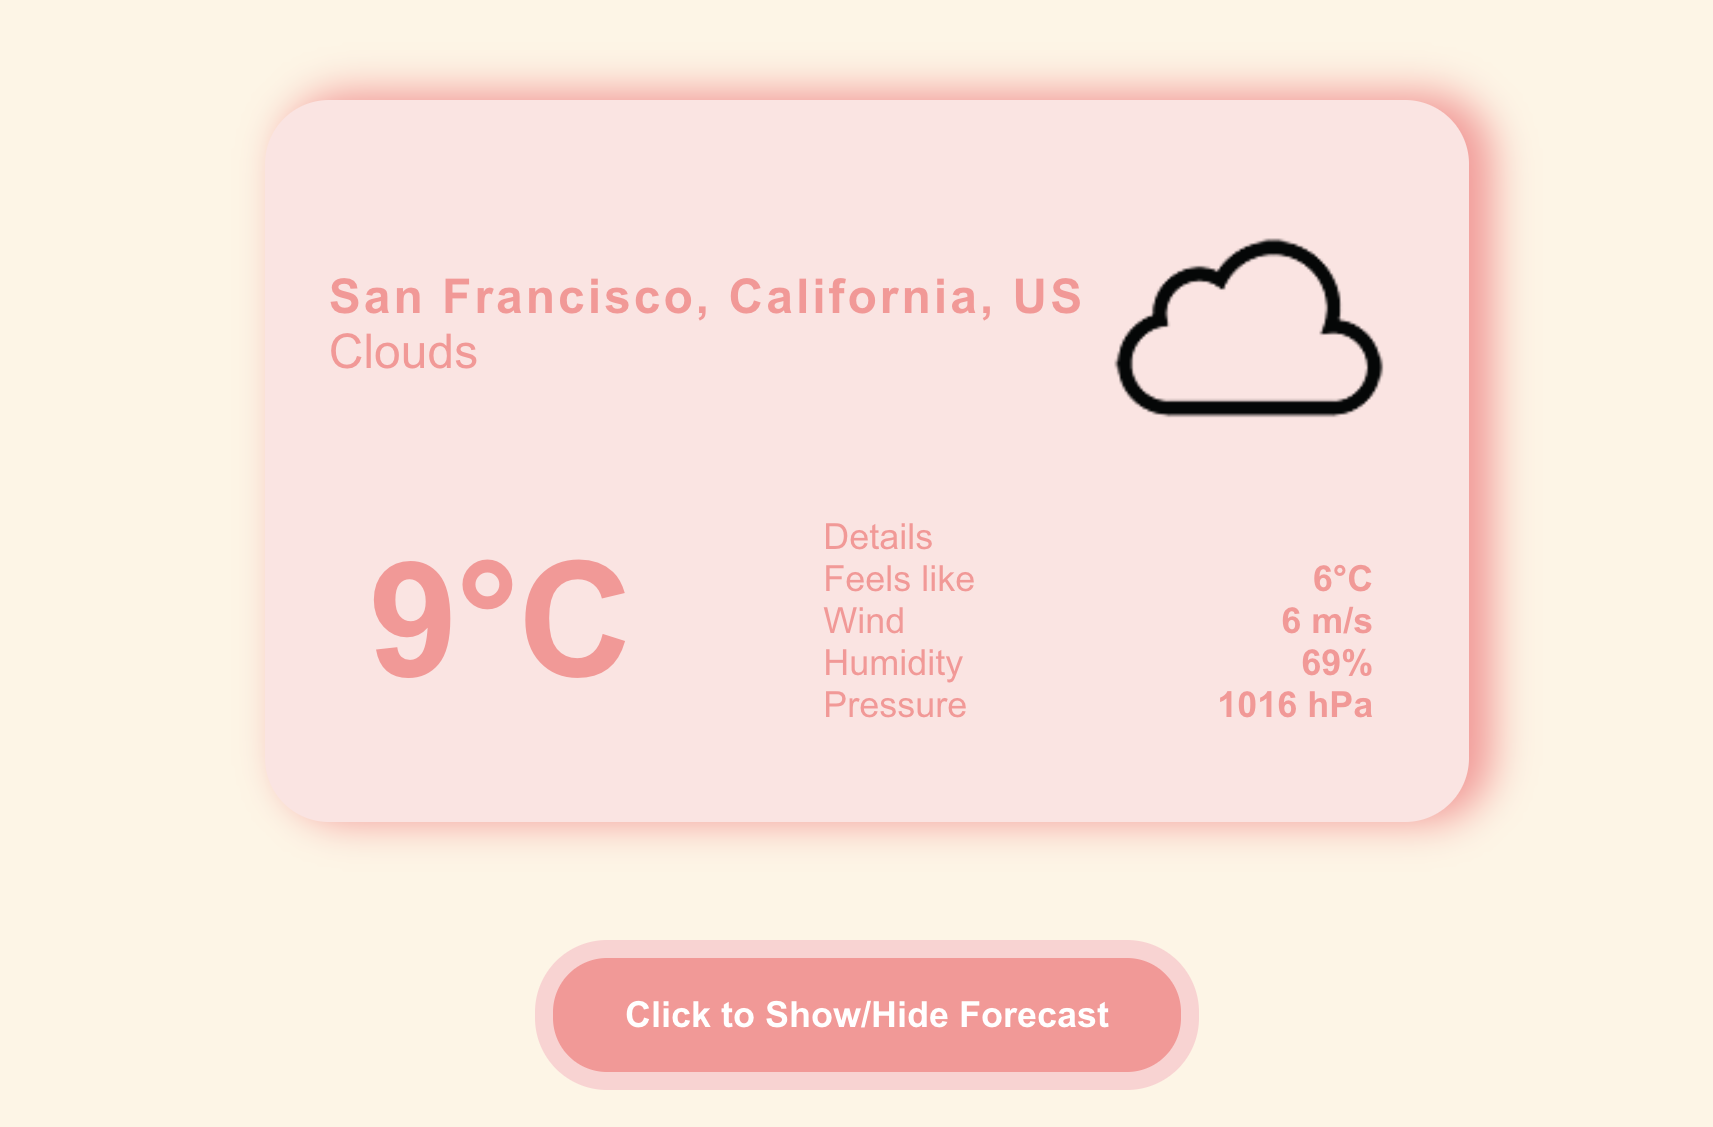 San Francisco, California, US
Clouds
9°C
Details
Feels like 6°C
Wind 6 m/s
Humidity 69%
Pressure 1016 hPa
Click to Show/Hide Forecast